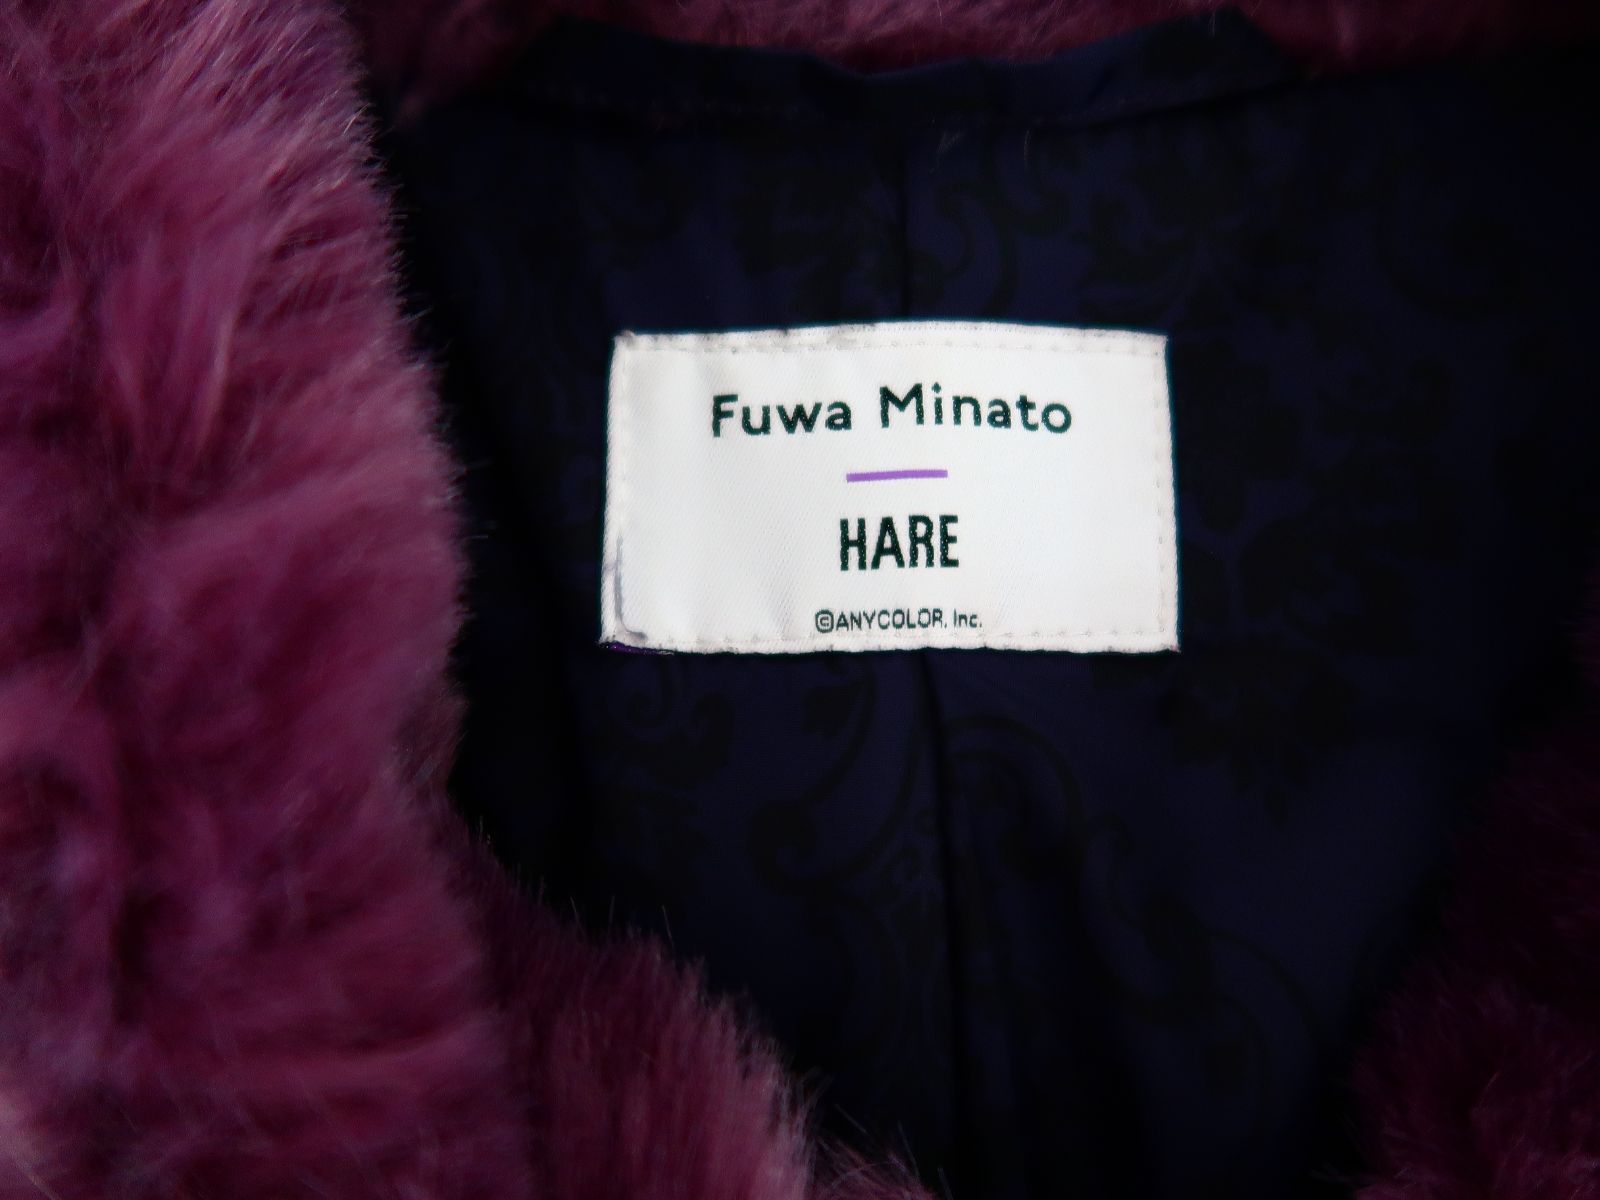 Fuwa Minato
HARE
©ANYCOLOR, Inc.